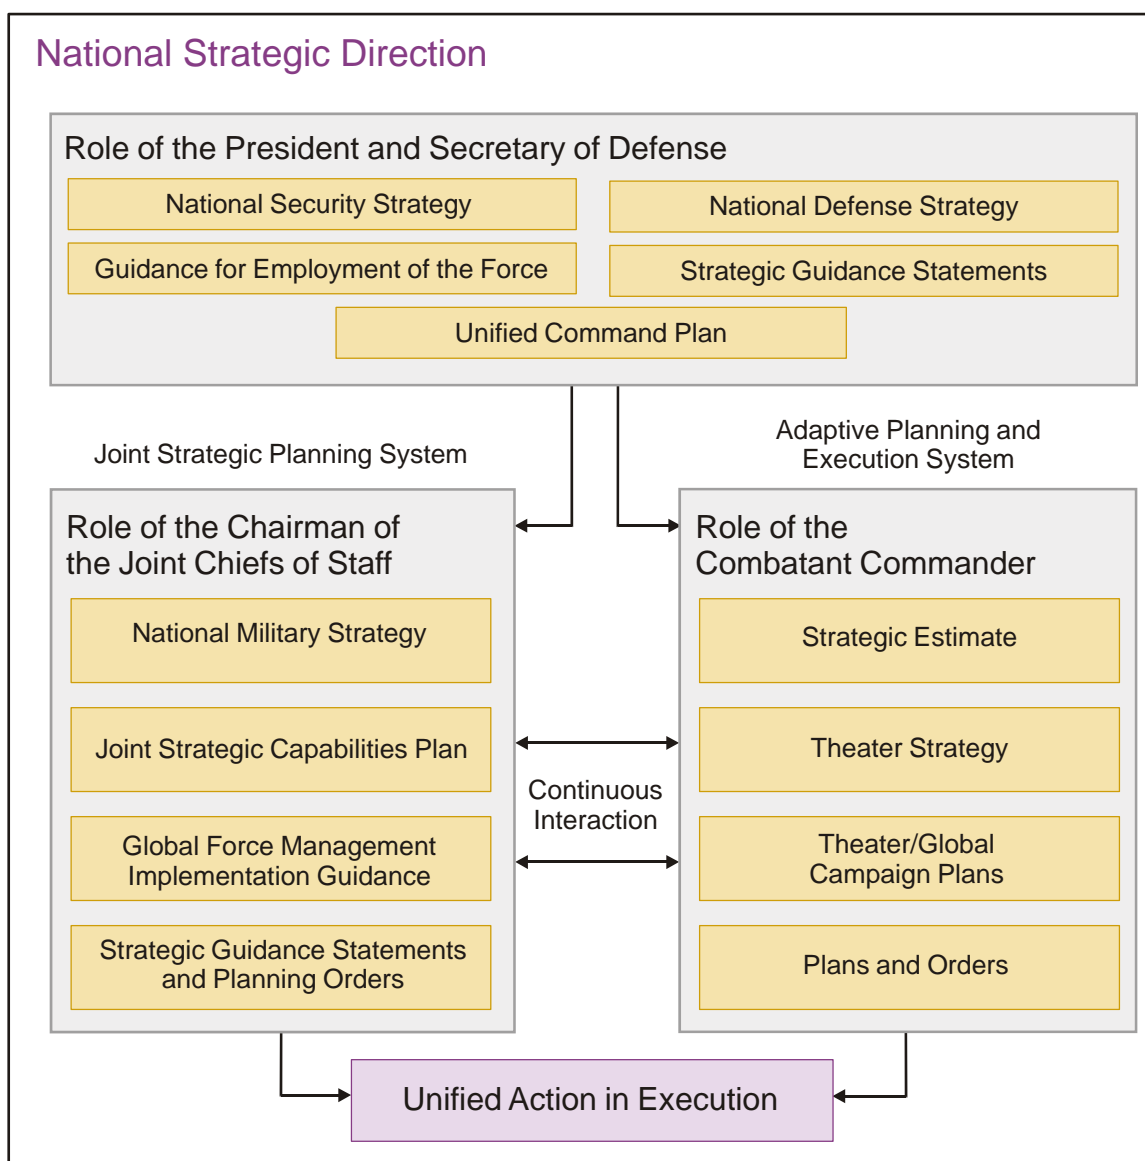 National Strategic Direction
Role of the President and Secretary of Defense
National Security Strategy
National Defense Strategy
Guidance for Employment of the Force
Strategic Guidance Statements
Unified Command Plan
Joint Strategic Planning System
Adaptive Planning and
Execution System
Role of the Chairman of
the Joint Chiefs of Staff
National Military Strategy
Joint Strategic Capabilities Plan
Global Force Management
Implementation Guidance
Strategic Guidance Statements
and Planning Orders
Continuous
Interaction
Role of the
Combatant Commander
Strategic Estimate
Theater Strategy
Theater/Global
Campaign Plans
Plans and Orders
Unified Action in Execution